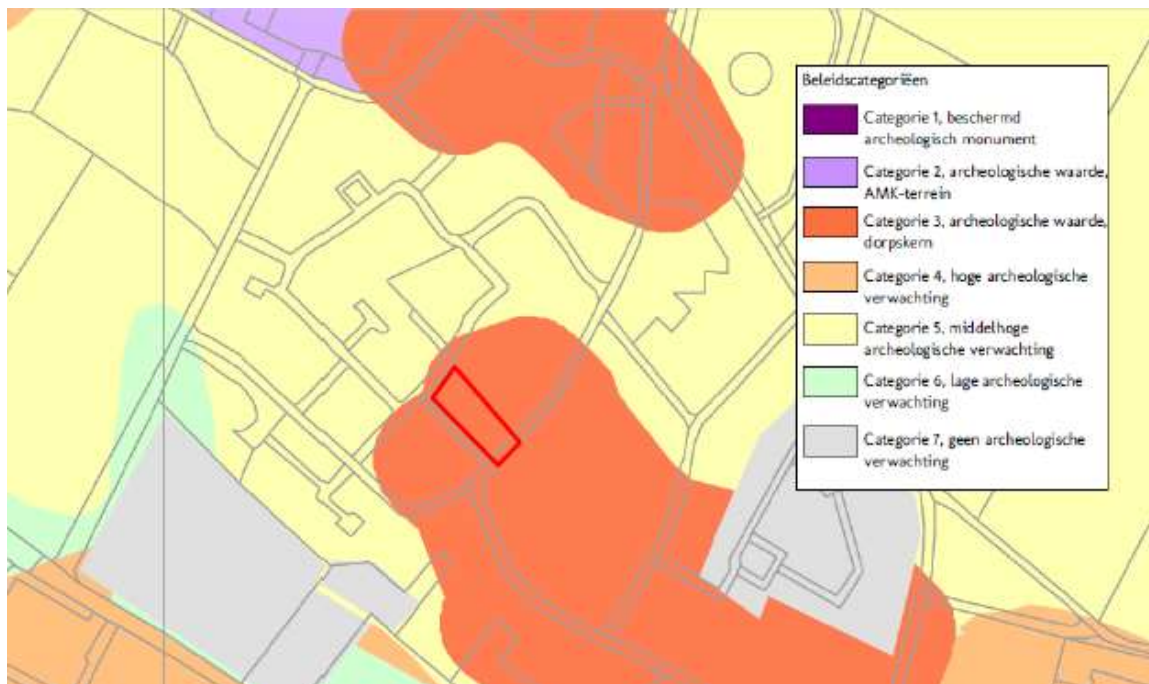 Beleidscategorieën
Categorie 1, beschermd
archeologisch monument
Categorie 2, archeologische waarde,
AMK-terrein
Categorie 3, archeologische waarde,
dorpskern
Categorie 4, hoge archeologische
verwachting
Categorie 5, middelhoge
archeologische verwachting
Categorie 6, lage archeologische
verwachting
Categorie 7, geen archeologische
verwachting